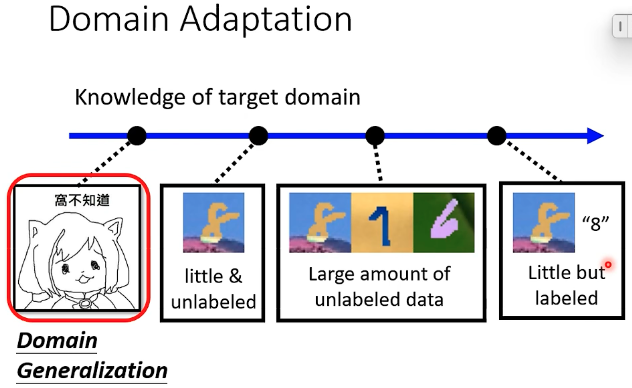 Domain Adaptation
Knowledge of target domain
窩不知道
little &
unlabeled
Large amount of
unlabeled data
“8”
Little but
labeled
Domain
Generalization